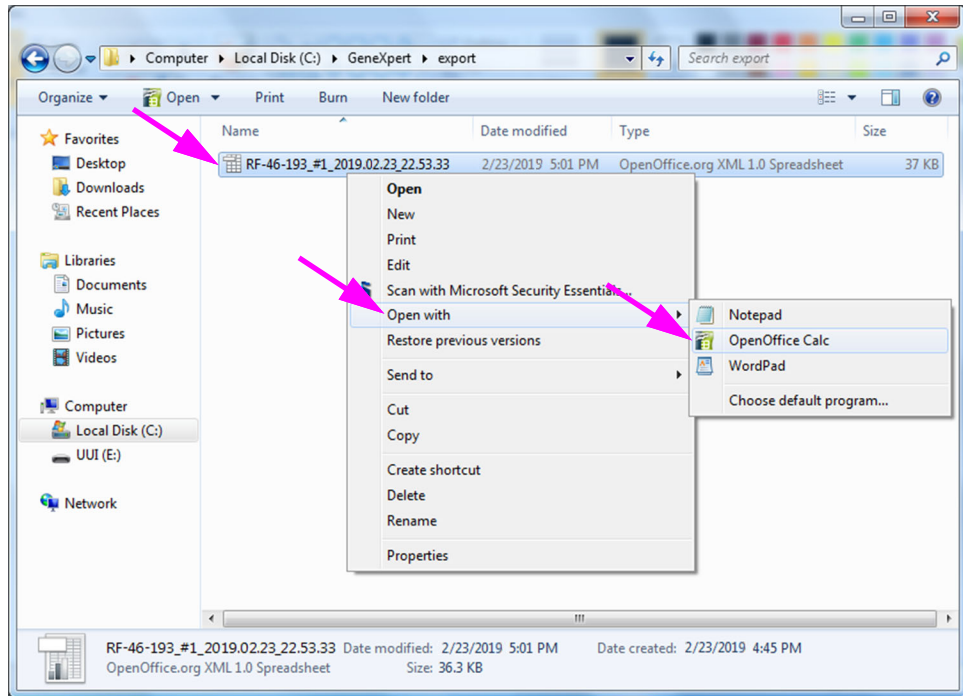 Computer Local Disk (C:) GeneXpert export Search export
Organize Open Print Burn New folder
Name Date modified Type Size
RF-46-193_#1_2019.02.23_22.53.33 2/23/2019 5:01 PM OpenOffice.org XML 1.0 Spreadsheet 37 KB
Favorites
Desktop
Downloads
Recent Places
Libraries
Documents
Music
Pictures
Videos
Computer
Local Disk (C:)
UUI (E:)
Network
Open
New
Print
Edit
Scan with Microsoft Security Essentials...
Open with
Restore previous versions
Send to
Cut
Copy
Create shortcut
Delete
Rename
Properties
Notepad
OpenOffice Calc
WordPad
Choose default program...
RF-46-193_#1_2019.02.23_22.53.33 Date modified: 2/23/2019 5:01 PM Date created: 2/23/2019 4:45 PM
OpenOffice.org XML 1.0 Spreadsheet Size: 36.3 KB